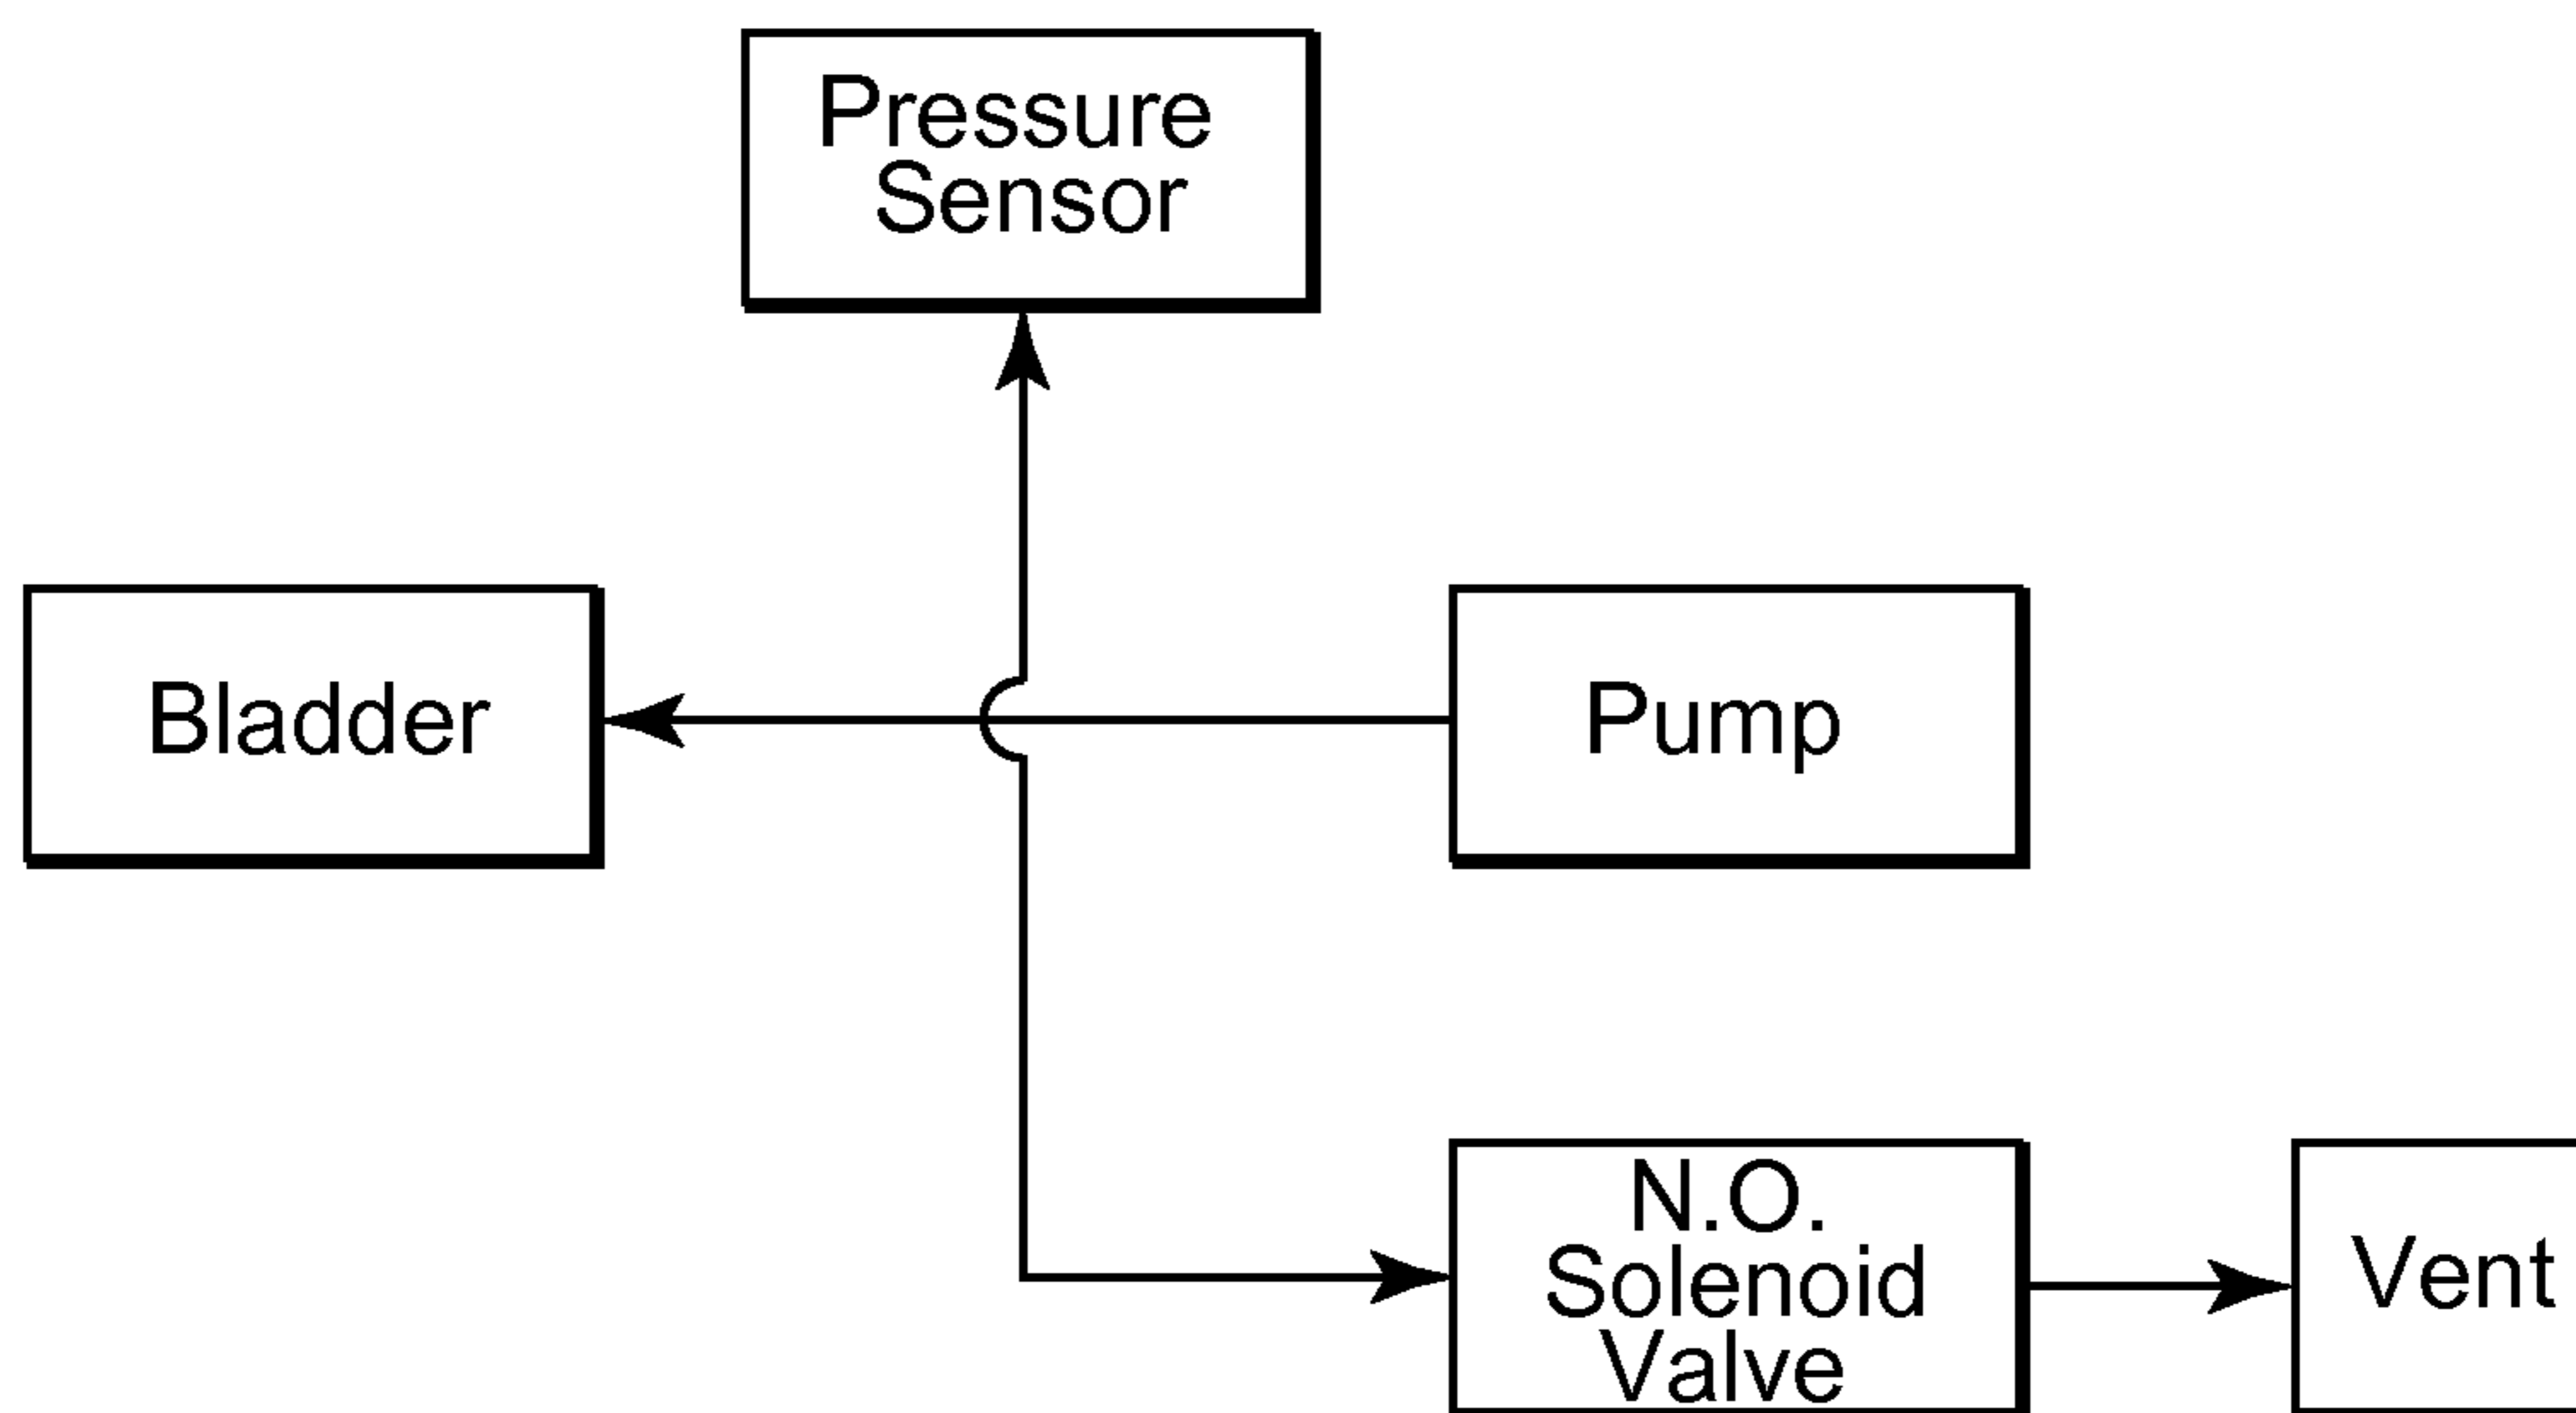 Pressure
Sensor
Bladder
Pump
N.O.
Solenoid
Valve
Vent